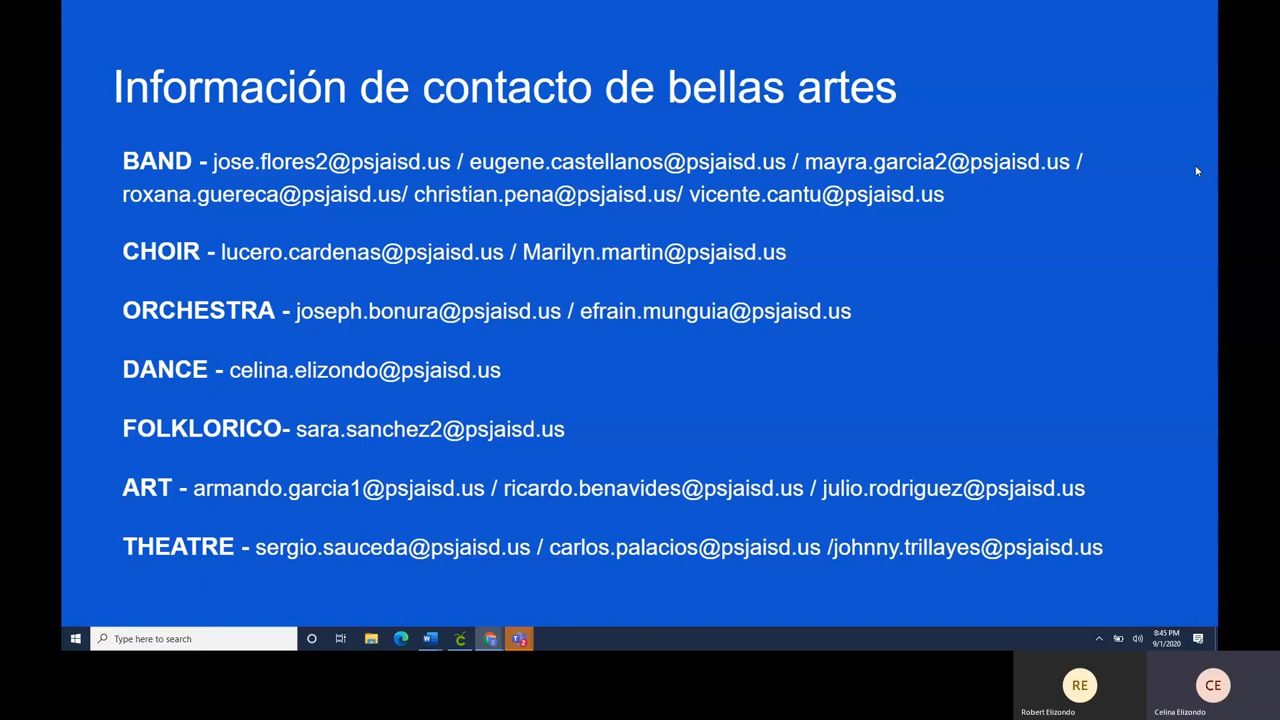 Información de contacto de bellas artes
BAND - jose.flores2@psjaisd.us / eugene.castellanos@psjaisd.us / mayra.garcia2@psjaisd.us /
roxana.guereca@psjaisd.us/ christian.pena@psjaisd.us/ vicente.cantu@psjaisd.us
CHOIR - lucero.cardenas@psjaisd.us / Marilyn.martin@psjaisd.us
ORCHESTRA - joseph.bonura@psjaisd.us / efrain.munguia@psjaisd.us
DANCE - celina.elizondo@psjaisd.us
FOLKLORICO- sara.sanchez2@psjaisd.us
ART - armando.garcia1@psjaisd.us / ricardo.benavides@psjaisd.us / julio.rodriguez@psjaisd.us
THEATRE - sergio.sauceda@psjaisd.us / carlos.palacios@psjaisd.us /johnny.trillayes@psjaisd.us
Type here to search
8:45 PM
9/1/2020
RE
CE
Robert Elizondo
Celina Elizondo